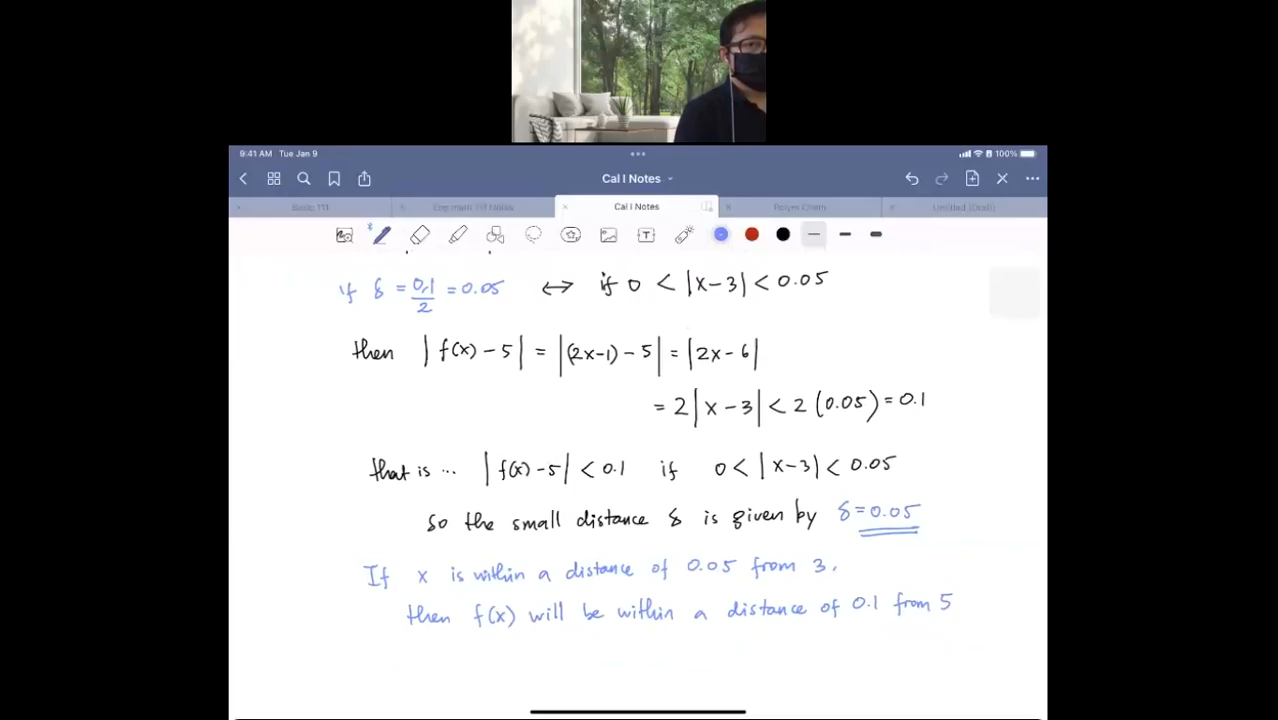 9:41 AM Tue Jan 9
100%
Cal I Notes
Cal I Notes
if δ = 0.1/2 = 0.05 ↔ if 0 < |x-3| < 0.05
then |f(x) - 5| = |(2x-1) - 5| = |2x - 6|
= 2|x-3| < 2(0.05) = 0.1
that is ... |f(x) - 5| < 0.1 if 0 < |x-3| < 0.05
So the small distance δ is given by δ = 0.05
If x is within a distance of 0.05 from 3,
then f(x) will be within a distance of 0.1 from 5